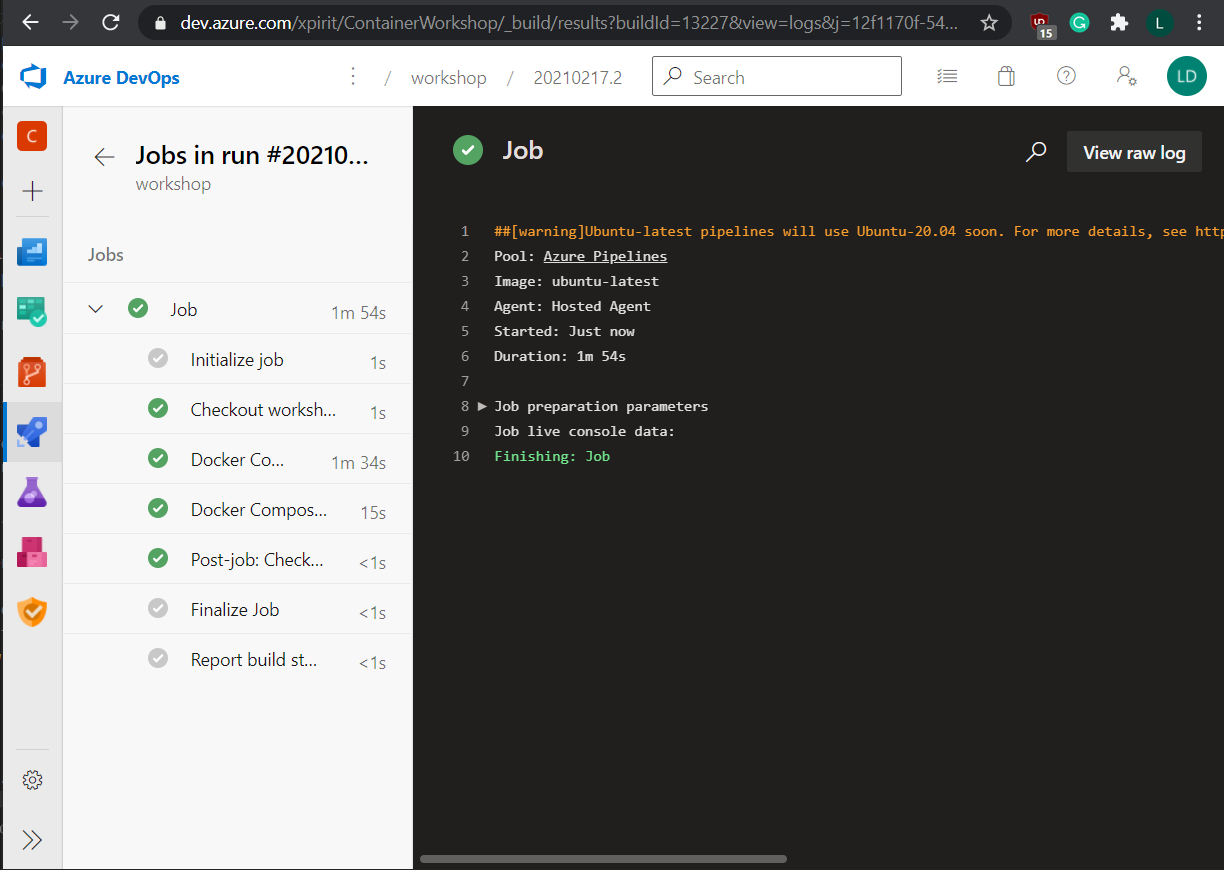 dev.azure.com/xpirit/ContainerWorkshop/_build/results?buildId=13227&view=logs&j=12f1170f-54...
15
L
Azure DevOps
/ workshop / 20210217.2
Search
LD
C
Jobs in run #20210...
workshop
Jobs
Job 1m 54s
Initialize job 1s
Checkout worksh... 1s
Docker Co... 1m 34s
Docker Compos... 15s
Post-job: Check... <1s
Finalize Job <1s
Report build st... <1s
Job
View raw log
1 ##[warning]Ubuntu-latest pipelines will use Ubuntu-20.04 soon. For more details, see http
2 Pool: Azure Pipelines
3 Image: ubuntu-latest
4 Agent: Hosted Agent
5 Started: Just now
6 Duration: 1m 54s
7
8 ▶ Job preparation parameters
9 Job live console data:
10 Finishing: Job